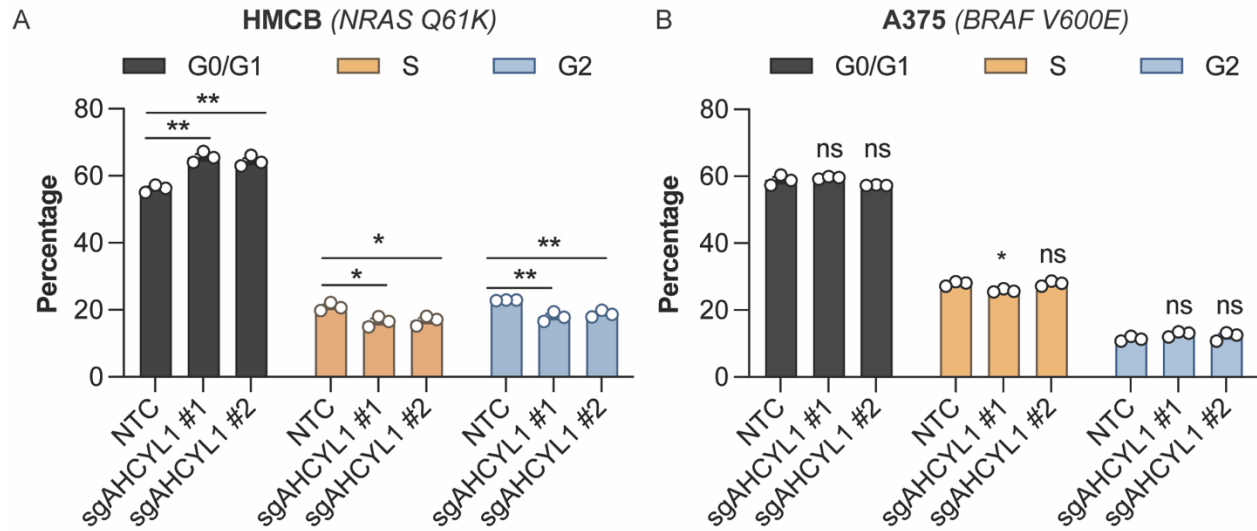 A HMCB (NRAS Q61K)
G0/G1 S G2
Percentage
80
60
40
20
0
** **
* *
** **
NTC sgAHCYL1 #1 sgAHCYL1 #2 NTC sgAHCYL1 #1 sgAHCYL1 #2 NTC sgAHCYL1 #1 sgAHCYL1 #2
B A375 (BRAF V600E)
G0/G1 S G2
Percentage
80
60
40
20
0
ns ns
* ns
ns ns
NTC sgAHCYL1 #1 sgAHCYL1 #2 NTC sgAHCYL1 #1 sgAHCYL1 #2 NTC sgAHCYL1 #1 sgAHCYL1 #2